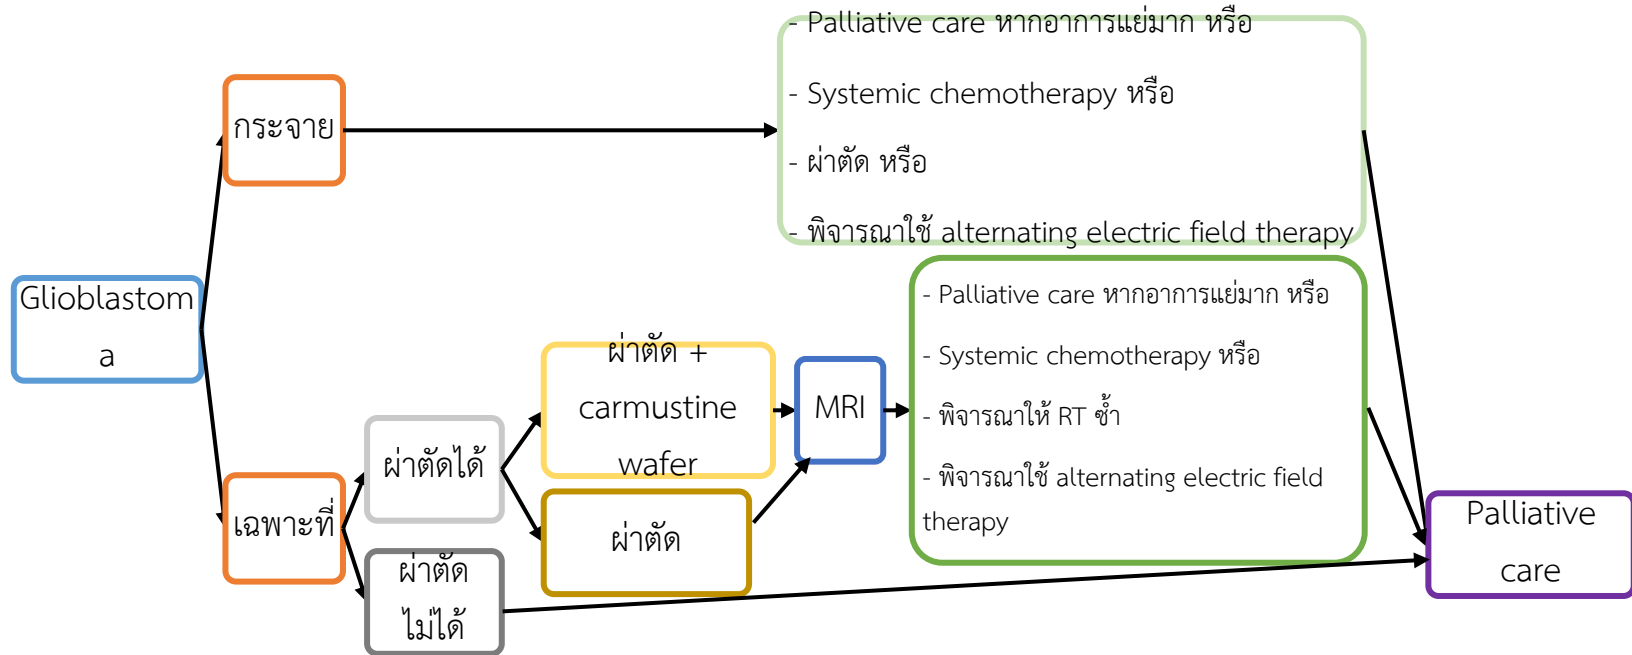 - Palliative care หากอาการแย่มาก หรือ
- Systemic chemotherapy หรือ
- ผ่าตัด หรือ
- พิจารณาใช้ alternating electric field therapy
กระจาย
Glioblastom
a
เฉพาะที่
ผ่าตัดได้
ผ่าตัด
ไม่ได้
ผ่าตัด +
carmustine
wafer
ผ่าตัด
MRI
- Palliative care หากอาการแย่มาก หรือ
- Systemic chemotherapy หรือ
- พิจารณาให้ RT ซ้ำ
- พิจารณาใช้ alternating electric field
therapy
Palliative
care